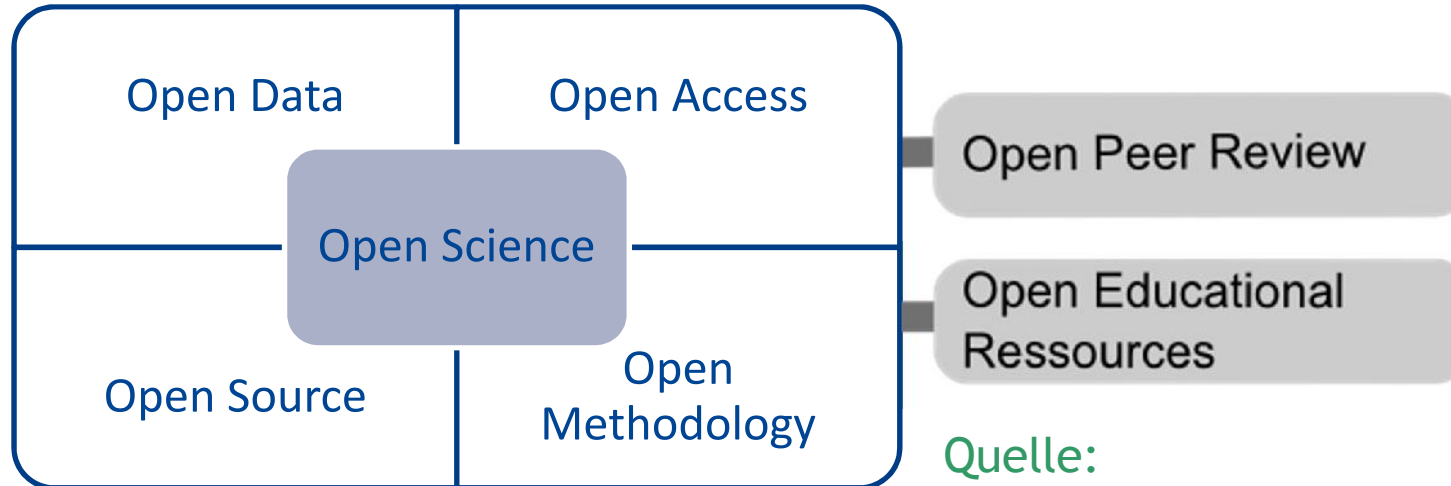 Open Data
Open Access
Open Peer Review
Open Science
Open Educational
Ressources
Open Source
Open
Methodology
Quelle: